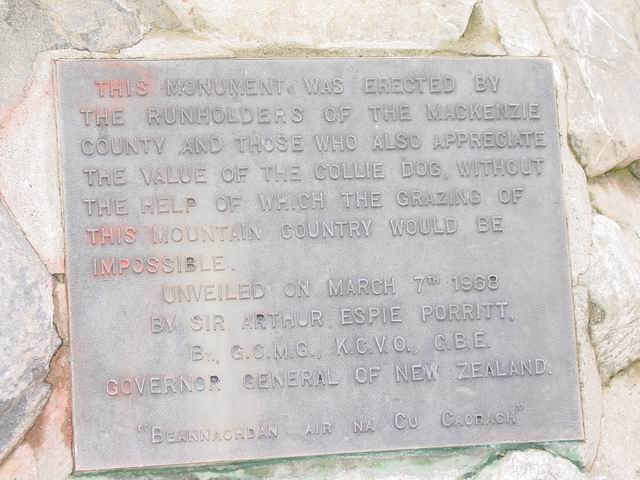 THIS MONUMENT WAS ERECTED BY
THE RUNHOLDERS OF THE MACKENZIE
COUNTY AND THOSE WHO ALSO APPRECIATE
THE VALUE OF THE COLLIE DOG, WITHOUT
THE HELP OF WHICH THE GRAZING OF
THIS MOUNTAIN COUNTRY WOULD BE
IMPOSSIBLE.
UNVEILED ON MARCH 7TH 1968
BY SIR ARTHUR ESPIE PORRITT,
BT., G.C.M.G., K.C.V.O., C.B.E.
GOVERNOR GENERAL OF NEW ZEALAND.
"BEANNACHDAN AIR NA CU CAORACH"